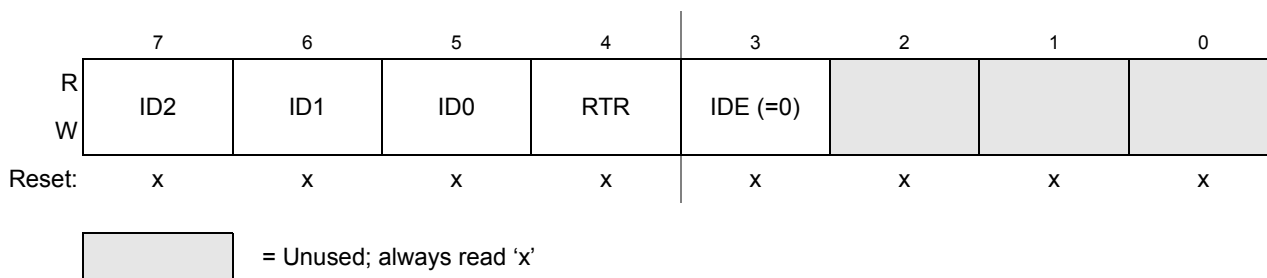 7 6 5 4 3 2 1 0
R
W
ID2 ID1 ID0 RTR IDE (=0)
Reset: x x x x x x x x
= Unused; always read ‘x’